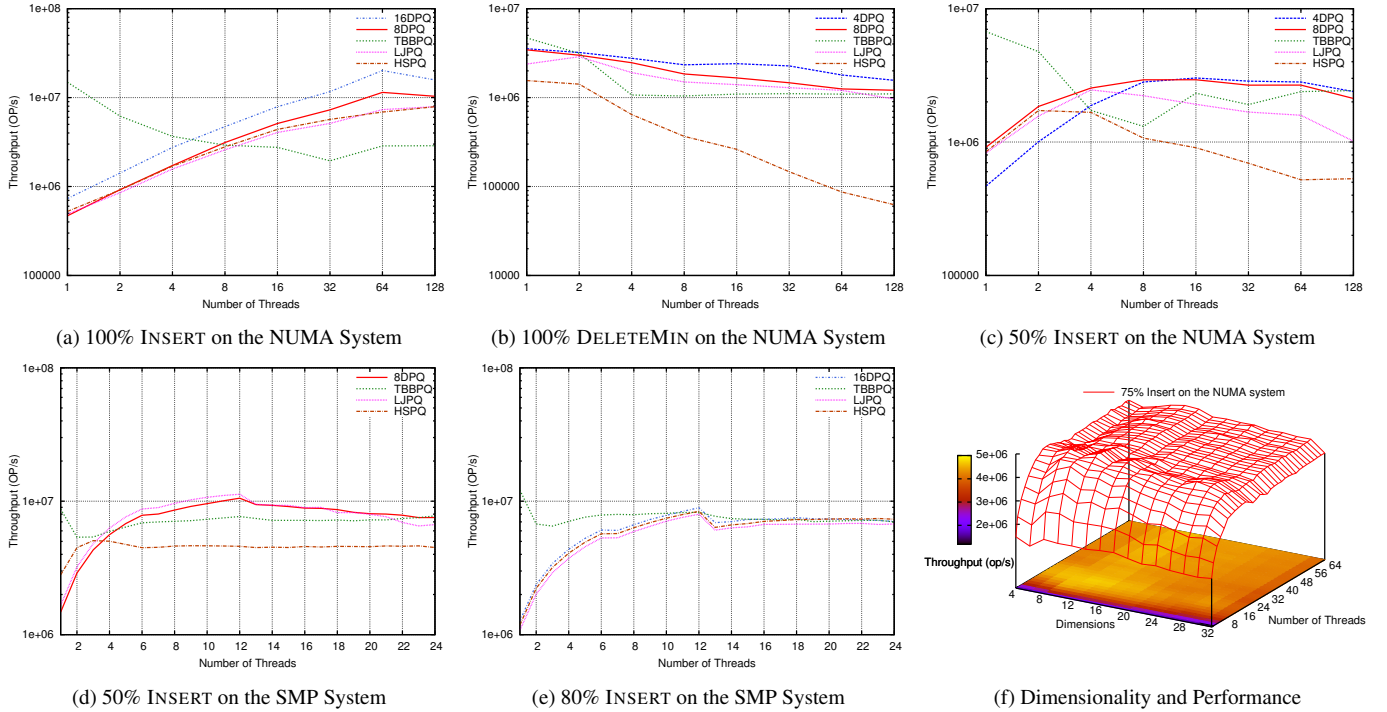 1e+08
1e+07
1e+06
100000
Throughput (OP/s)
16DPQ
8DPQ
TBBPQ
LJPQ
HSPQ
1 2 4 8 16 32 64 128
Number of Threads
(a) 100% INSERT on the NUMA System
1e+07
1e+06
100000
Throughput (OP/s)
4DPQ
8DPQ
TBBPQ
LJPQ
HSPQ
1 2 4 8 16 32 64 128
Number of Threads
(b) 100% DELETEMIN on the NUMA System
1e+07
1e+06
100000
Throughput (OP/s)
4DPQ
8DPQ
TBBPQ
LJPQ
HSPQ
1 2 4 8 16 32 64 128
Number of Threads
(c) 50% INSERT on the NUMA System
1e+08
1e+07
1e+06
Throughput (OP/s)
8DPQ
TBBPQ
LJPQ
HSPQ
2 4 6 8 10 12 14 16 18 20 22 24
Number of Threads
(d) 50% INSERT on the SMP System
1e+08
1e+07
1e+06
Throughput (OP/s)
16DPQ
TBBPQ
LJPQ
HSPQ
2 4 6 8 10 12 14 16 18 20 22 24
Number of Threads
(e) 80% INSERT on the SMP System
75% Insert on the NUMA system
5e+06
4e+06
3e+06
2e+06
Throughput (op/s)
4 8 12 16 20 24 28 32
Dimensions
8 16 24 32 40 48 56 64
Number of Threads
(f) Dimensionality and Performance